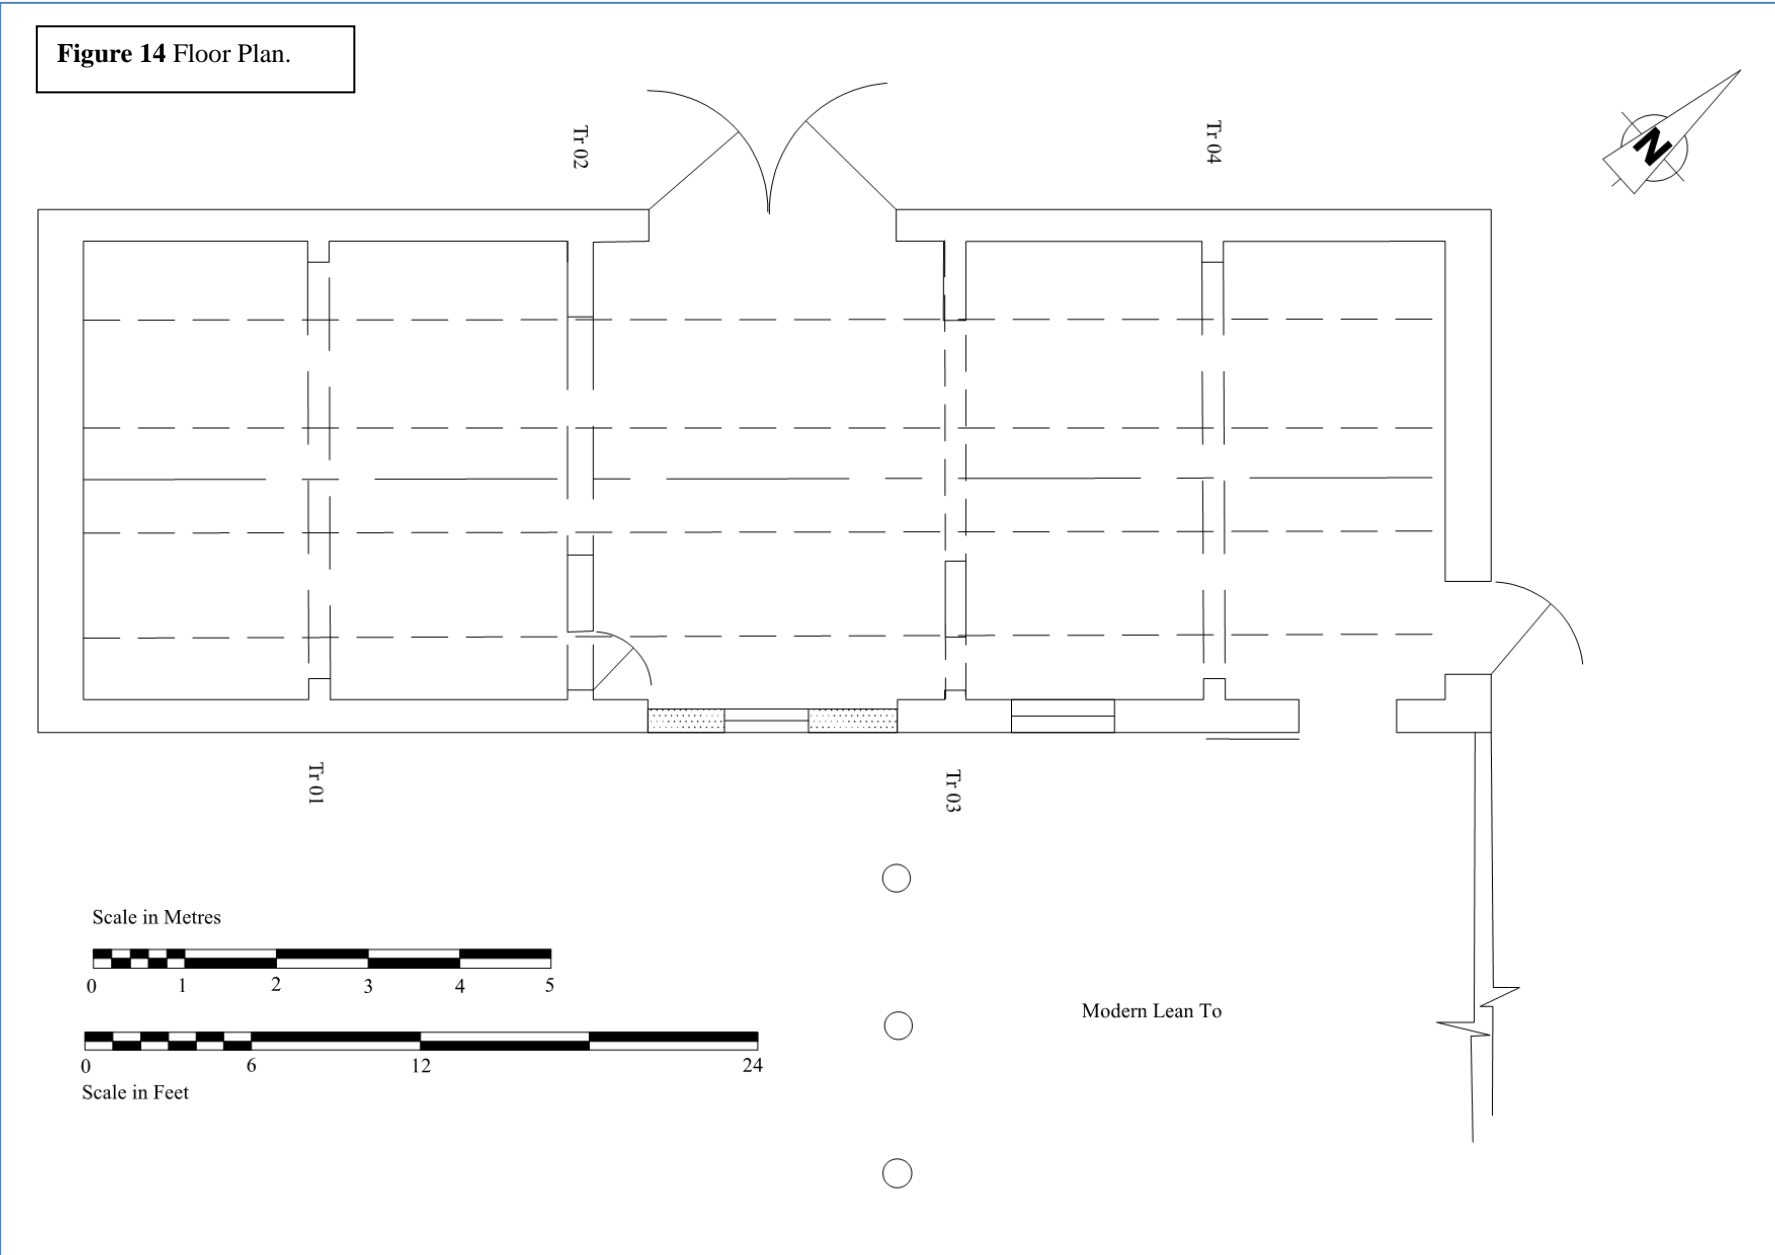 Figure 14 Floor Plan.
Tr 02
Tr 04
N
Tr 01
Tr 03
Scale in Metres
0 1 2 3 4 5
Modern Lean To
0 6 12 24
Scale in Feet